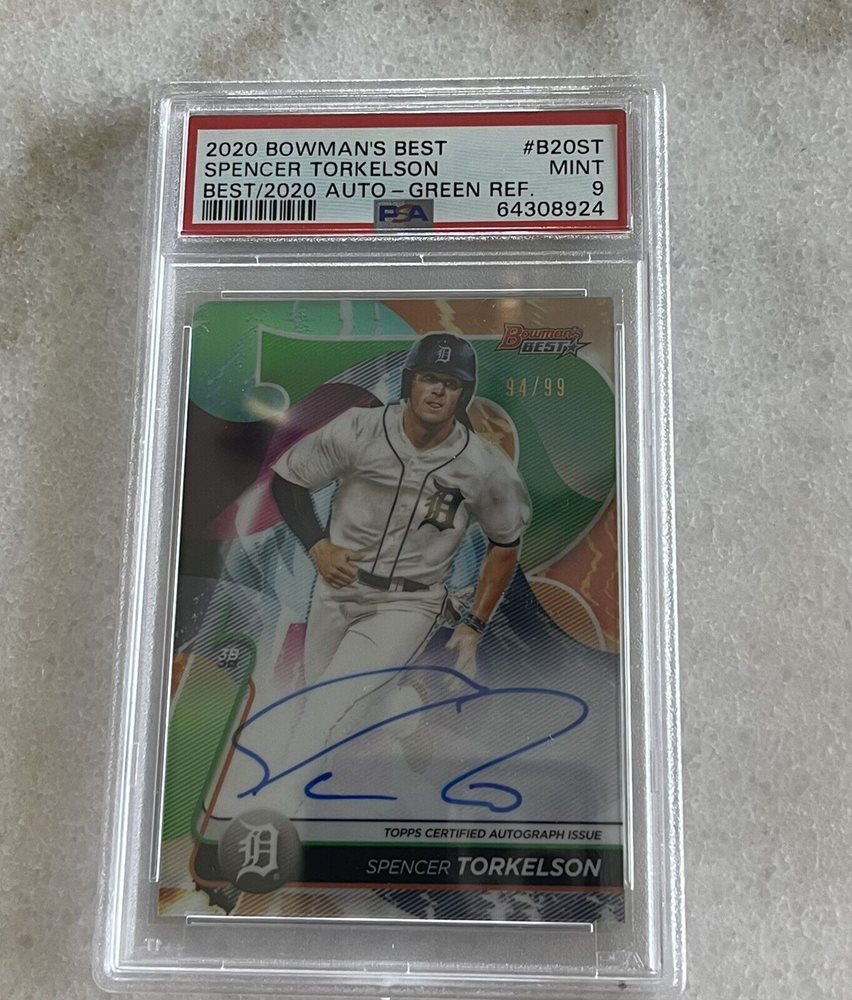 2020 BOWMAN'S BEST #B20ST
SPENCER TORKELSON MINT
BEST/2020 AUTO - GREEN REF. 9
PSA 64308924
Bowman's
BEST
D
94/99
D
3B
TOPPS CERTIFIED AUTOGRAPH ISSUE
D SPENCER TORKELSON